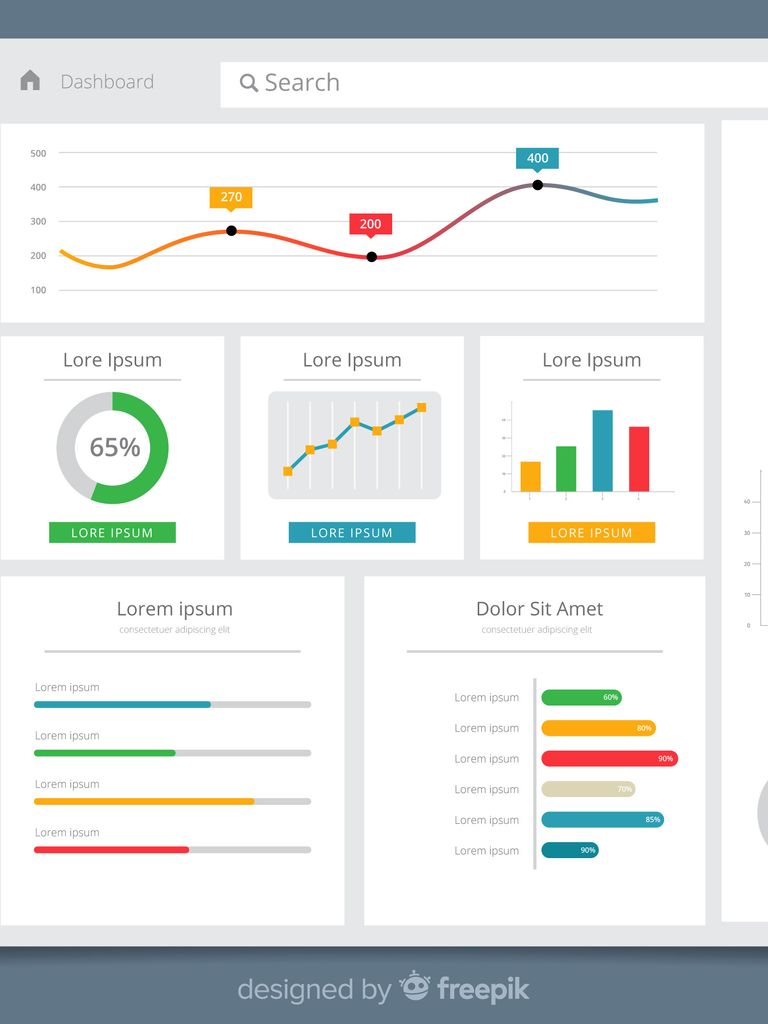 Dashboard
Search
500
400
300
200
100
270
200
400
Lore Ipsum
65%
LORE IPSUM
Lore Ipsum
LORE IPSUM
Lore Ipsum
LORE IPSUM
Lorem ipsum
consectetuer adipiscing elit
Lorem ipsum
Lorem ipsum
Lorem ipsum
Lorem ipsum
Dolor Sit Amet
consectetuer adipiscing elit
Lorem ipsum 60%
Lorem ipsum 80%
Lorem ipsum 90%
Lorem ipsum 70%
Lorem ipsum 85%
Lorem ipsum 90%
40
30
20
10
0
designed by freepik